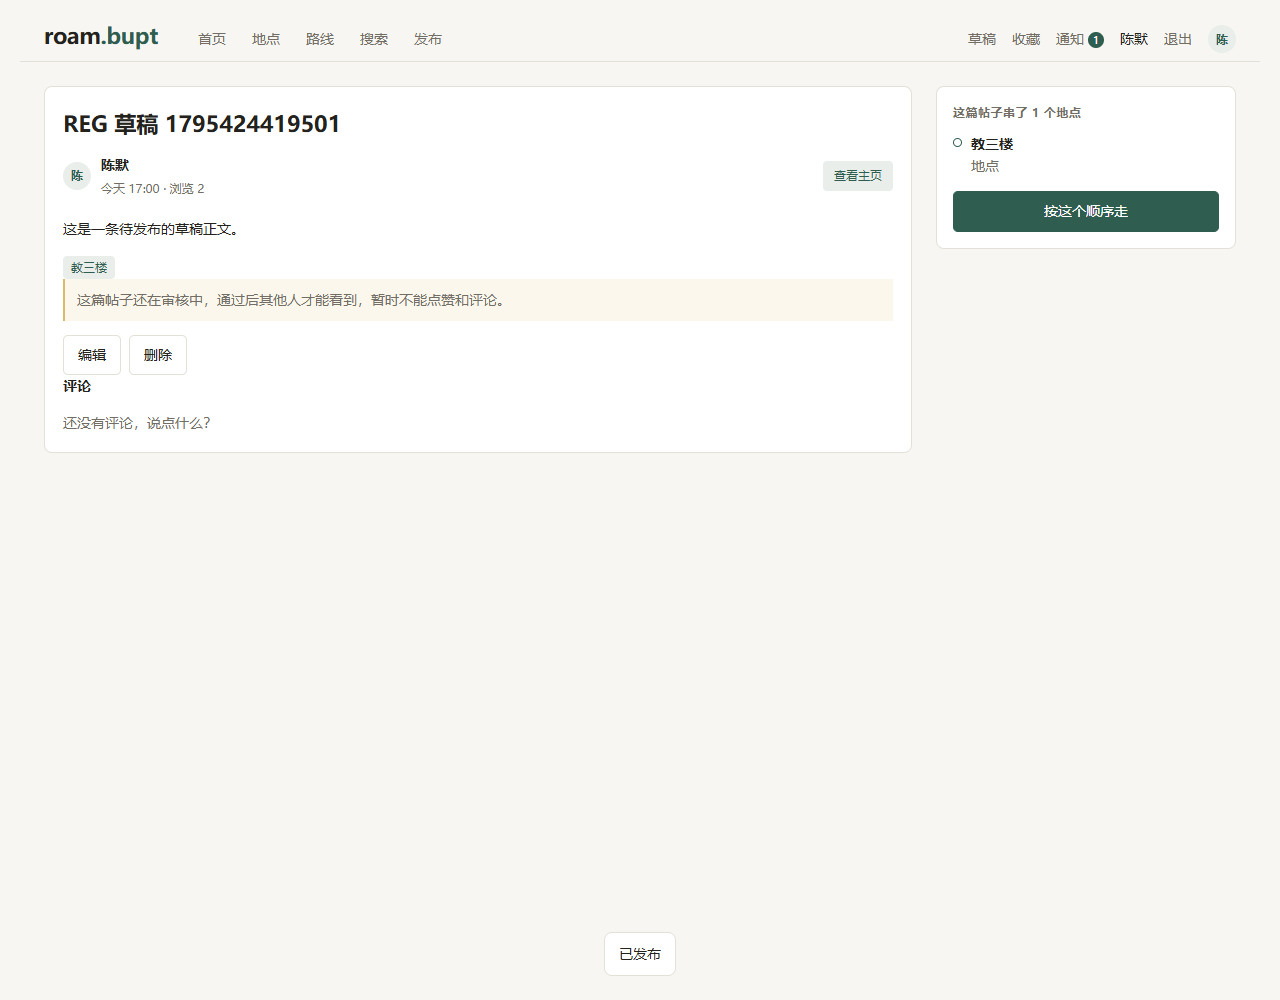 roam.bupt 首页 地点 路线 搜索 发布 草稿 收藏 通知 1 陈默 退出 陈
REG 草稿 1795424419501
陈 陈默
今天 17:00 · 浏览 2
查看主页
这是一条待发布的草稿正文。
教三楼
这篇帖子还在审核中，通过后其他人才能看到，暂时不能点赞和评论。
编辑 删除
评论
还没有评论，说点什么？
这篇帖子串了 1 个地点
教三楼
地点
按这个顺序走
已发布